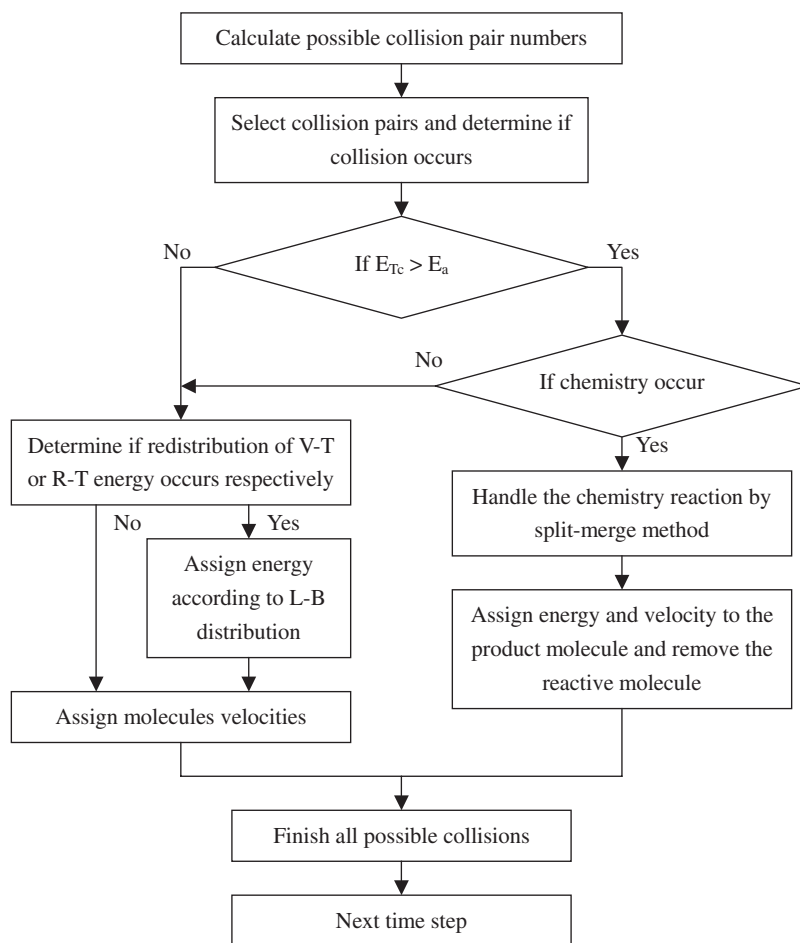 Calculate possible collision pair numbers
Select collision pairs and determine if
collision occurs
No
Yes
If E_Tc > E_a
No
If chemistry occur
Yes
Determine if redistribution of V-T
or R-T energy occurs respectively
Handle the chemistry reaction by
split-merge method
No
Yes
Assign energy
according to L-B
distribution
Assign energy and velocity to the
product molecule and remove the
reactive molecule
Assign molecules velocities
Finish all possible collisions
Next time step